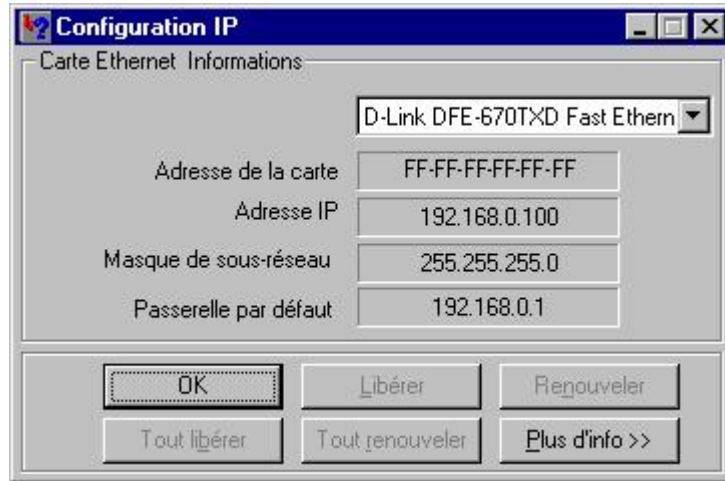 Configuration IP
Carte Ethernet Informations
D-Link DFE-670TXD Fast Ethern
Adresse de la carte FF-FF-FF-FF-FF-FF
Adresse IP 192.168.0.100
Masque de sous-réseau 255.255.255.0
Passerelle par défaut 192.168.0.1
OK Libérer Renouveler
Tout libérer Tout renouveler Plus d'info >>